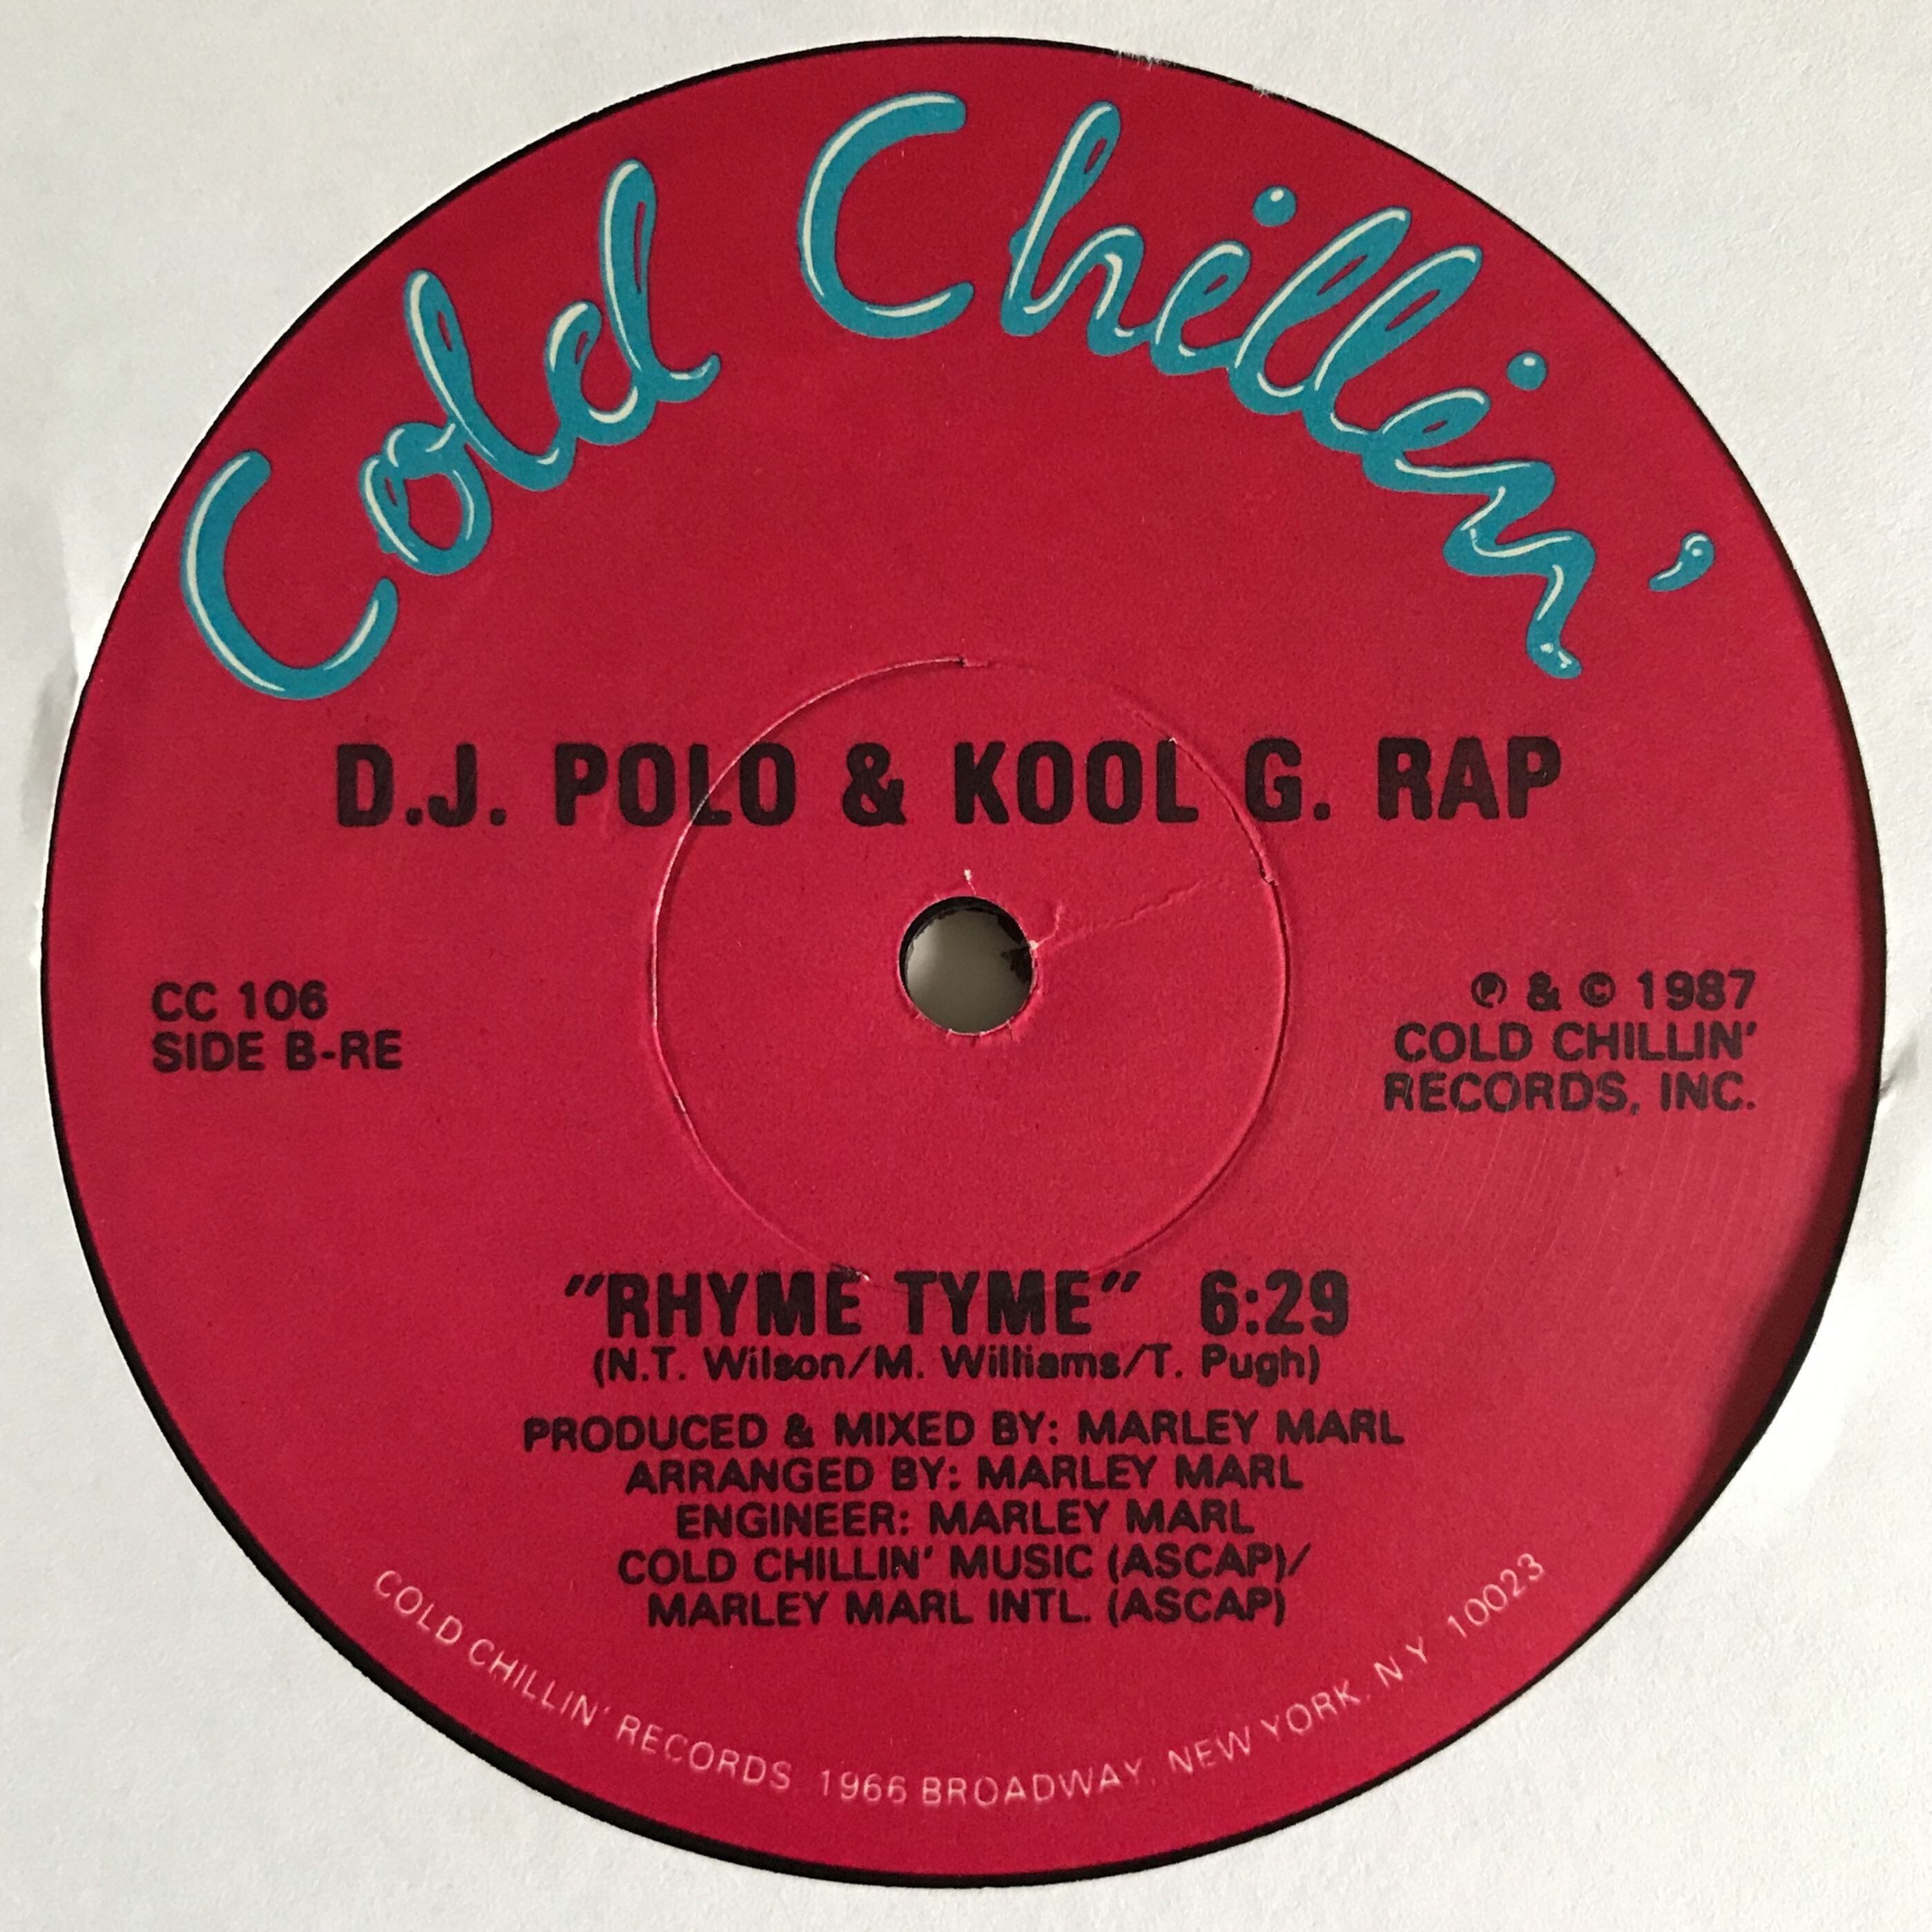 Cold Chillin'
D.J. POLO & KOOL G. RAP
CC 106
SIDE B-RE
℗ & © 1987
COLD CHILLIN'
RECORDS, INC.
"RHYME TYME" 6:29
(N.T. Wilson/M. Williams/T. Pugh)
PRODUCED & MIXED BY: MARLEY MARL
ARRANGED BY: MARLEY MARL
ENGINEER: MARLEY MARL
COLD CHILLIN' MUSIC (ASCAP)/
MARLEY MARL INTL. (ASCAP)
COLD CHILLIN' RECORDS 1966 BROADWAY, NEW YORK, N Y 10023